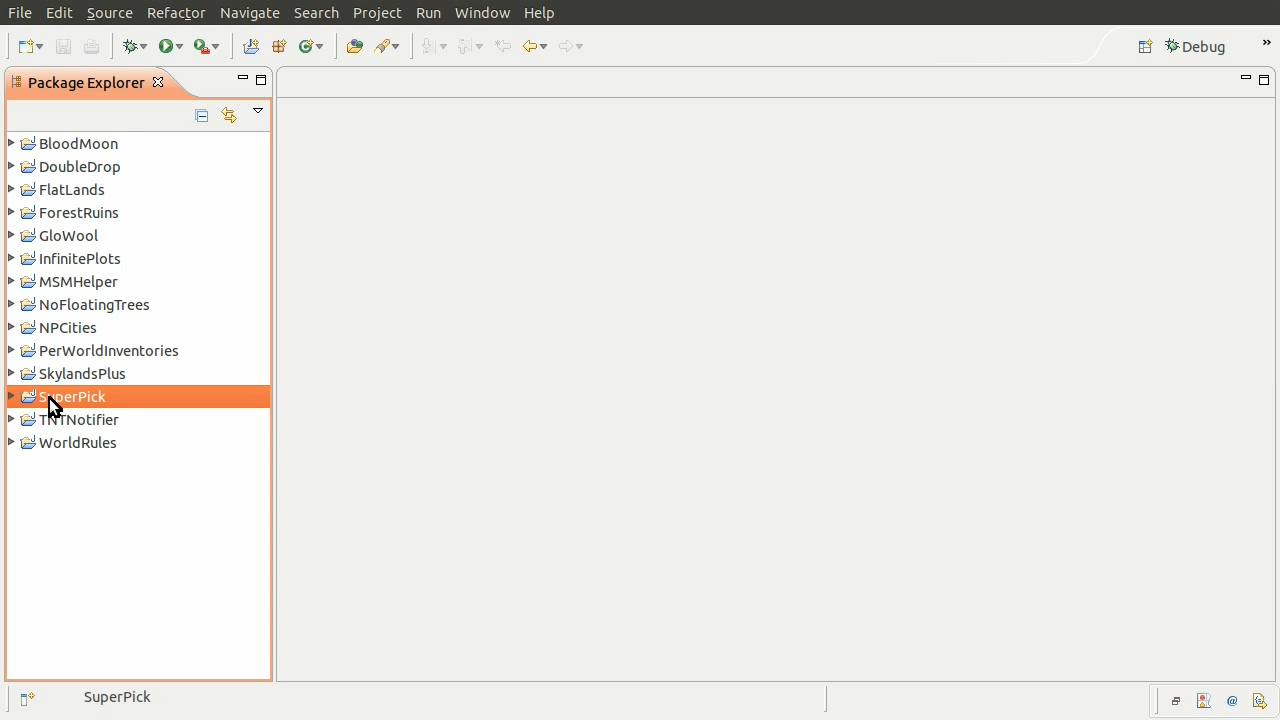 File Edit Source Refactor Navigate Search Project Run Window Help
Debug
Package Explorer
BloodMoon
DoubleDrop
FlatLands
ForestRuins
GloWool
InfinitePlots
MSMHelper
NoFloatingTrees
NPCities
PerWorldInventories
SkylandsPlus
SuperPick
TNTNotifier
WorldRules
SuperPick